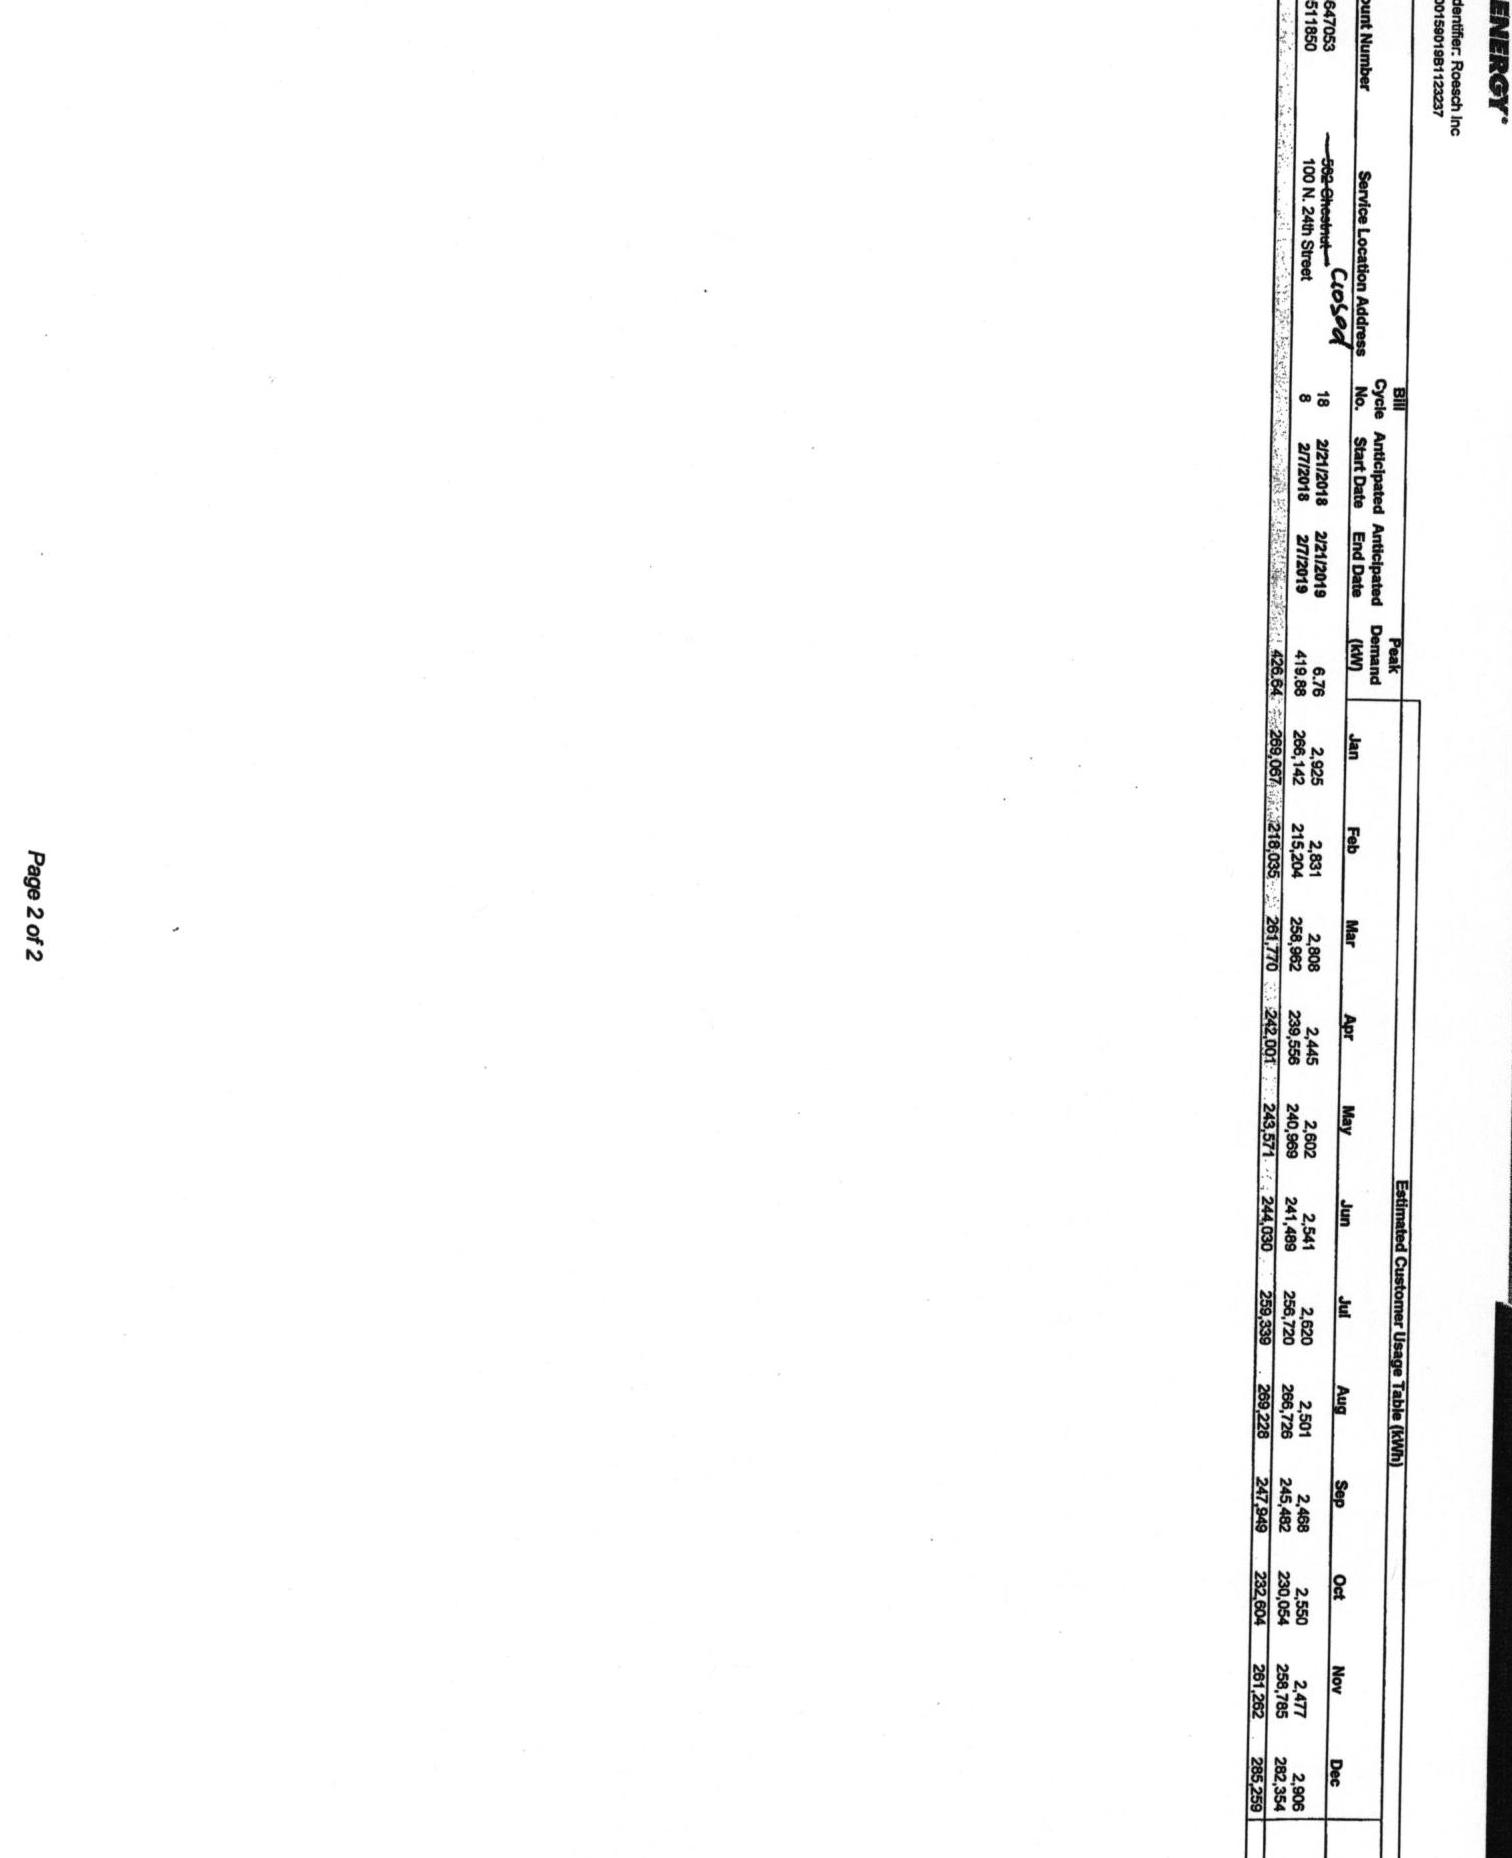 ENERGY®
dentifier: Roesch Inc
00159019B1123237
Estimated Customer Usage Table (kWh)
Bill Peak
Cycle Anticipated Anticipated Demand
ount Number Service Location Address No. Start Date End Date (kW) Jan Feb Mar Apr May Jun Jul Aug Sep Oct Nov Dec
Closed
647053 502 Chestnut 18 2/21/2018 2/21/2019 6.76 2,925 2,831 2,808 2,445 2,602 2,541 2,620 2,501 2,468 2,550 2,477 2,906
511850 100 N. 24th Street 8 2/7/2018 2/7/2019 419.88 266,142 215,204 258,962 239,556 240,969 241,489 256,720 266,726 245,482 230,054 258,785 282,354
426.64 269,067 218,035 261,770 242,001 243,571 244,030 259,339 269,228 247,949 232,604 261,262 285,259
Page 2 of 2